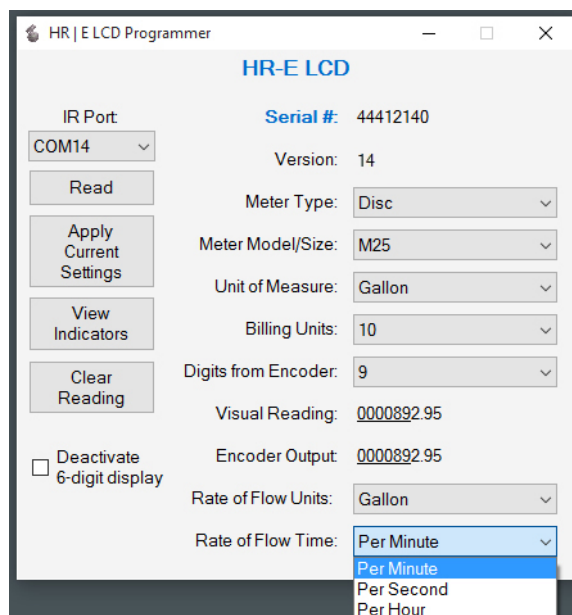 HR | E LCD Programmer
HR-E LCD
IR Port
COM14
Read
Apply
Current
Settings
View
Indicators
Clear
Reading
Deactivate
6-digit display
Serial #: 44412140
Version: 14
Meter Type: Disc
Meter Model/Size: M25
Unit of Measure: Gallon
Billing Units: 10
Digits from Encoder: 9
Visual Reading: 0000892.95
Encoder Output: 0000892.95
Rate of Flow Units: Gallon
Rate of Flow Time: Per Minute
Per Minute
Per Second
Per Hour